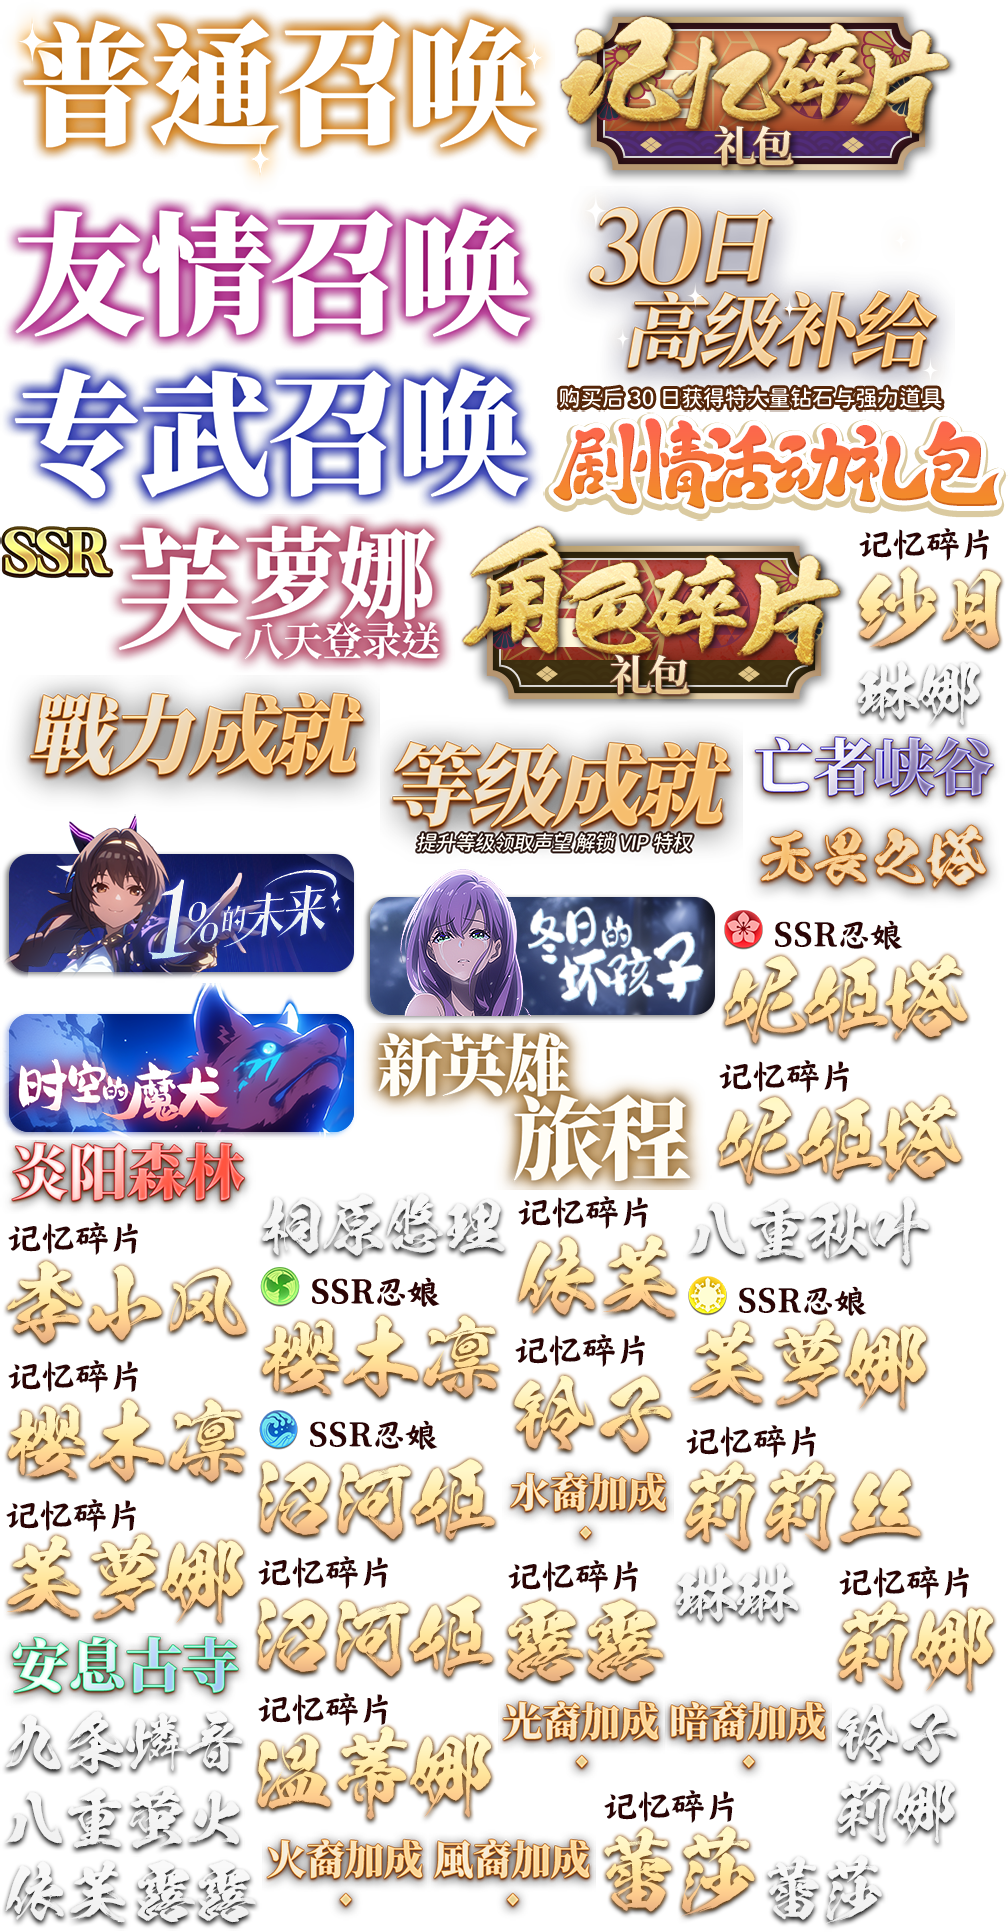 普通召唤
记忆碎片
礼包
友情召唤
30日
高级补给
购买后 30 日获得特大量钻石与强力道具
专武召唤
剧情活动礼包
SSR
芙萝娜
八天登录送
角色碎片
礼包
记忆碎片
纱月
琳娜
戰力成就
等级成就
提升等级领取声望 解锁 VIP 特权
亡者峡谷
无畏之塔
1%的未来
冬日的
坏孩子
SSR忍娘
妮姬塔
时空的魔犬
新英雄
旅程
记忆碎片
妮姬塔
炎阳森林
桐原悠理
记忆碎片
依芙
八重秋叶
记忆碎片
李小风
SSR忍娘
樱木凛
SSR忍娘
芙萝娜
记忆碎片
铃子
记忆碎片
樱木凛
SSR忍娘
沼河姬
水裔加成
记忆碎片
莉莉丝
记忆碎片
芙萝娜
记忆碎片
沼河姬
记忆碎片
露露
琳琳
记忆碎片
莉娜
安息古寺
九条憐音
记忆碎片
温蒂娜
光裔加成
暗裔加成
铃子
八重萤火
莉娜
依芙露露
火裔加成
風裔加成
记忆碎片
蕾莎
蕾莎